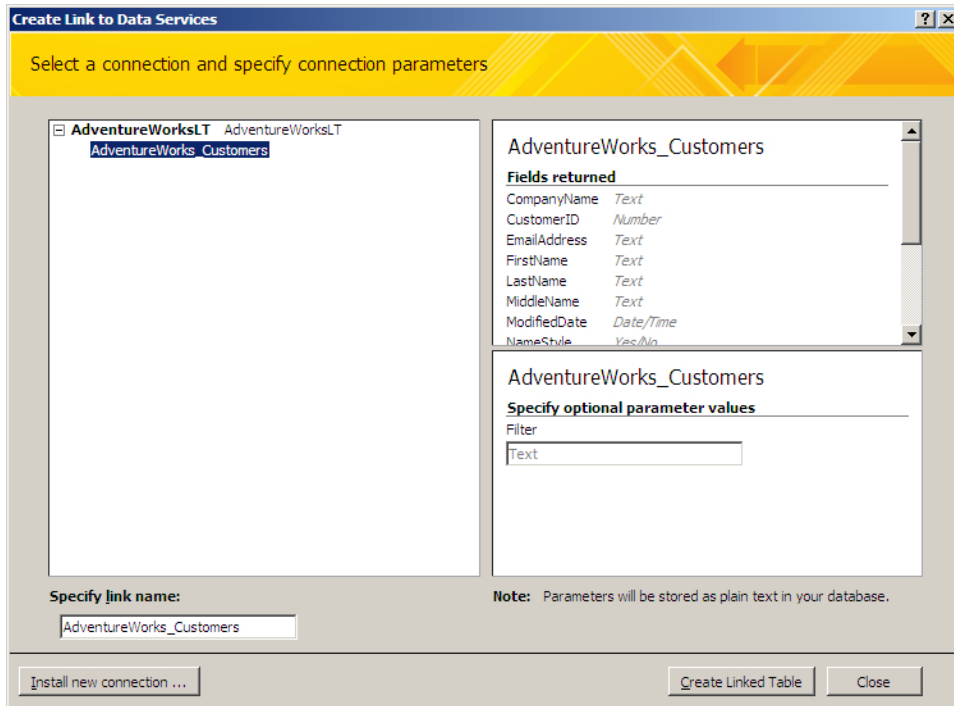 Create Link to Data Services
Select a connection and specify connection parameters
AdventureWorksLT AdventureWorksLT
AdventureWorks_Customers
AdventureWorks_Customers
Fields returned
CompanyName Text
CustomerID Number
EmailAddress Text
FirstName Text
LastName Text
MiddleName Text
ModifiedDate Date/Time
NameStyle Yes/No
AdventureWorks_Customers
Specify optional parameter values
Filter
Text
Specify link name:
AdventureWorks_Customers
Note: Parameters will be stored as plain text in your database.
Install new connection ...
Create Linked Table
Close